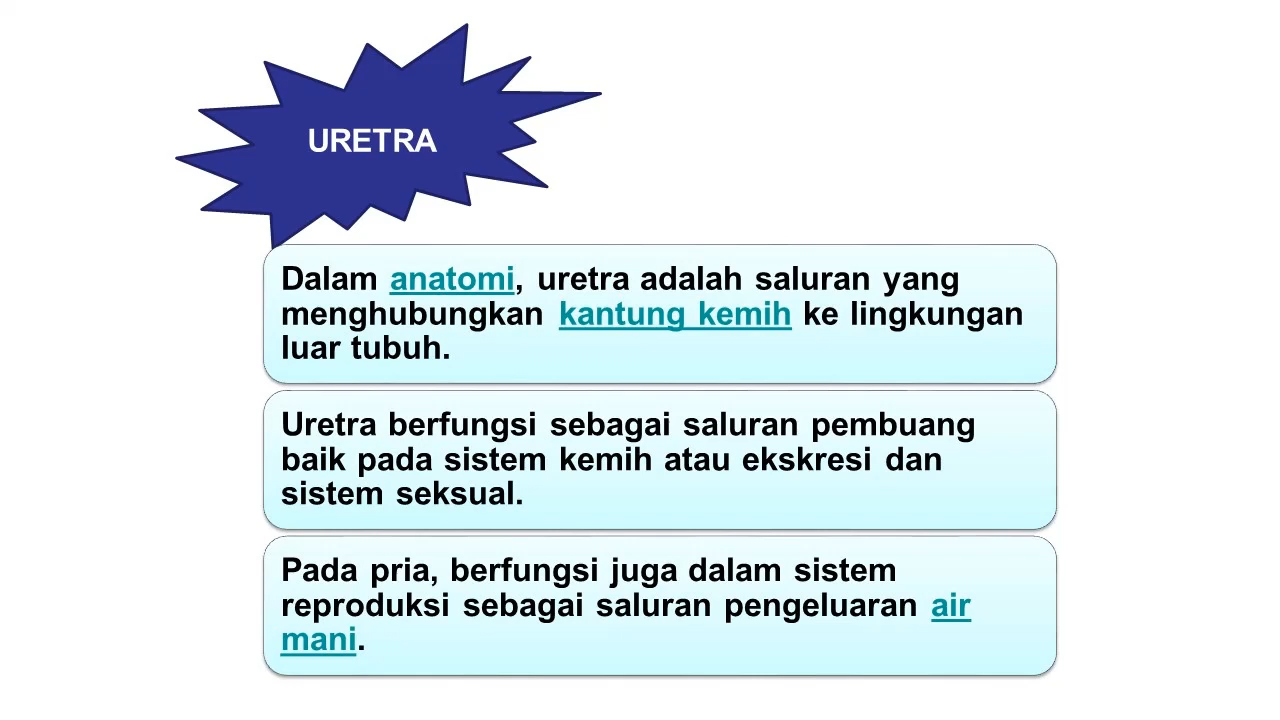 URETRA
Dalam anatomi, uretra adalah saluran yang
menghubungkan kantung kemih ke lingkungan
luar tubuh.
Uretra berfungsi sebagai saluran pembuang
baik pada sistem kemih atau ekskresi dan
sistem seksual.
Pada pria, berfungsi juga dalam sistem
reproduksi sebagai saluran pengeluaran air
mani.